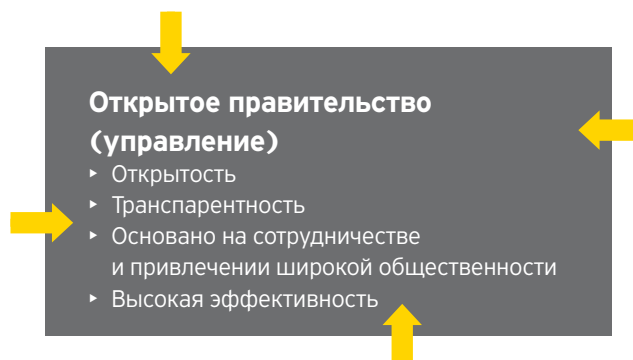 Открытое правительство
(управление)
‣ Открытость
‣ Транспарентность
‣ Основано на сотрудничестве
и привлечении широкой общественности
‣ Высокая эффективность